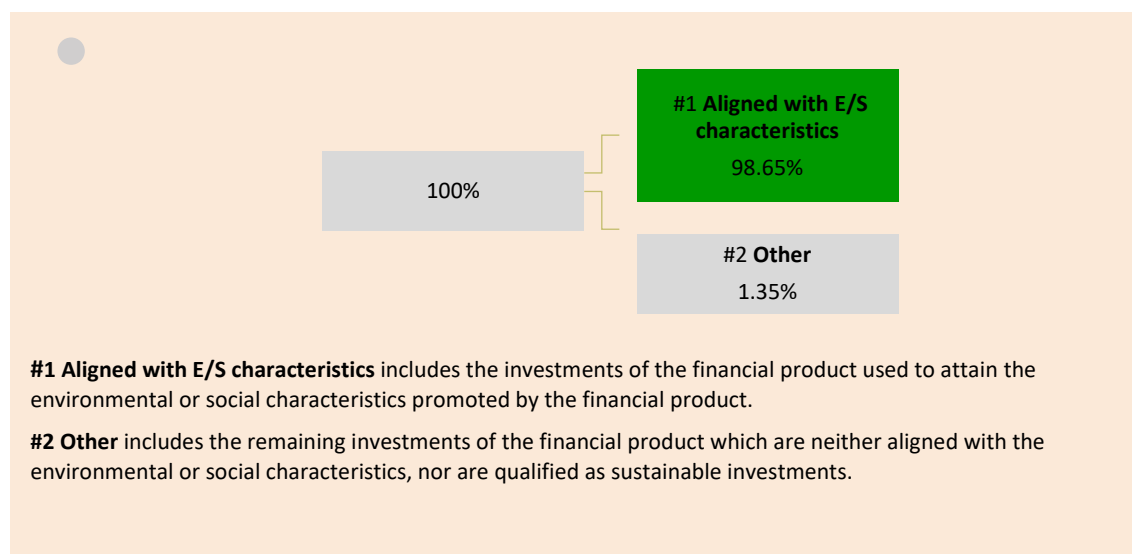 #1 Aligned with E/S
characteristics
98.65%
100%
#2 Other
1.35%
#1 Aligned with E/S characteristics includes the investments of the financial product used to attain the
environmental or social characteristics promoted by the financial product.
#2 Other includes the remaining investments of the financial product which are neither aligned with the
environmental or social characteristics, nor are qualified as sustainable investments.